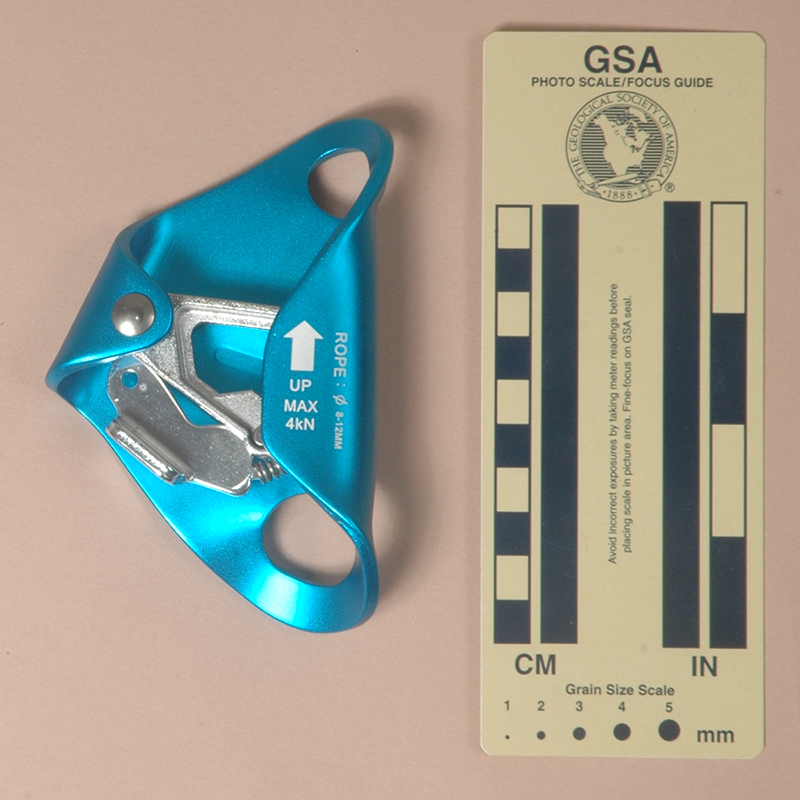 UP
MAX
4kN
ROPE: Ø 8-12MM
GSA
PHOTO SCALE/FOCUS GUIDE
THE GEOLOGICAL SOCIETY OF AMERICA
·1888·
®
Avoid incorrect exposures by taking meter readings before
placing scale in picture area. Fine-focus on GSA seal.
CM IN
Grain Size Scale
1 2 3 4 5
mm